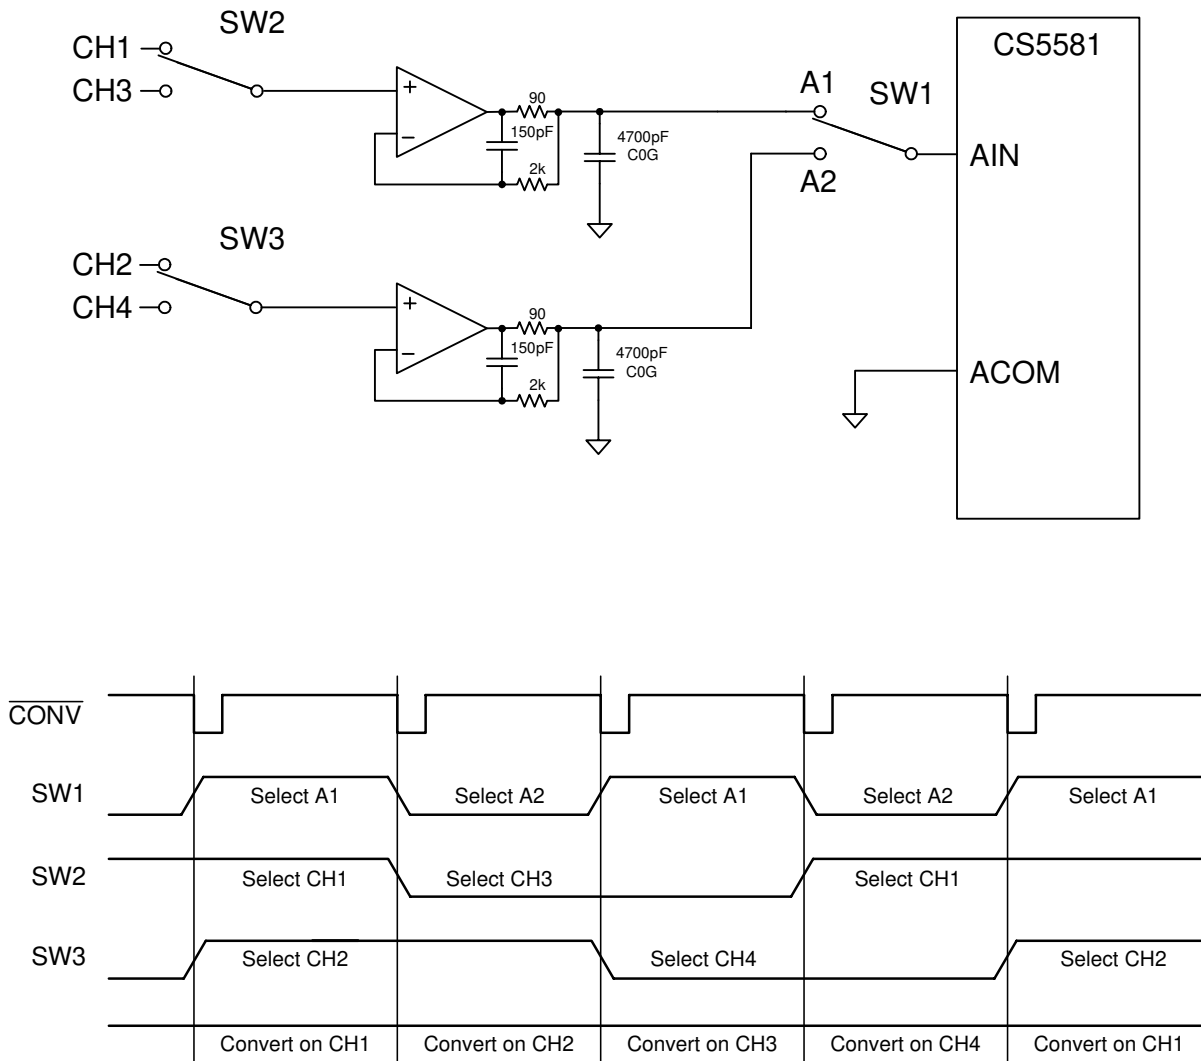 SW2
CH1
CH3
90
150pF
2k
4700pF
C0G
A1
SW1
A2
CS5581
AIN
ACOM
SW3
CH2
CH4
90
150pF
2k
4700pF
C0G
CONV
SW1 Select A1 Select A2 Select A1 Select A2 Select A1
SW2 Select CH1 Select CH3 Select CH1
SW3 Select CH2 Select CH4 Select CH2
Convert on CH1 Convert on CH2 Convert on CH3 Convert on CH4 Convert on CH1